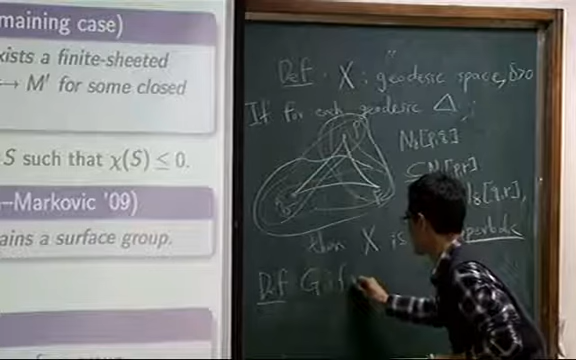 maining case)
xists a finite-sheeted
↪ M′ for some closed
S such that χ(S) ≤ 0.
–Markovic '09)
ains a surface group.
Def. X: geodesic space, δ>0
If for each geodesic Δ,
N_δ[p,q]
⊂ N_δ[p,r]
N_δ[q,r],
then X is
Def G